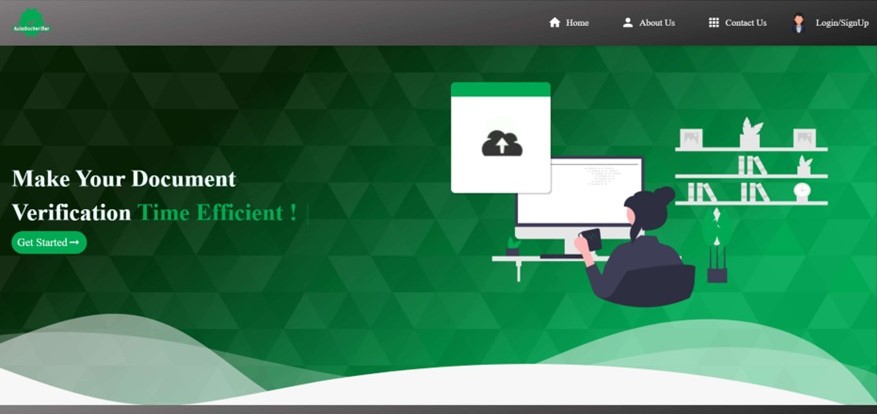 AutoDocVerifier
Home
About Us
Contact Us
Login/SignUp
Make Your Document
Verification Time Efficient !
Get Started →